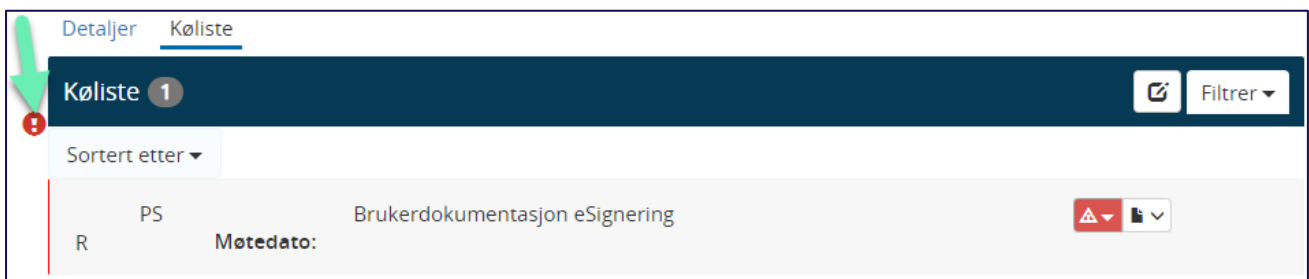 Detaljer Køliste
Køliste 1
Filtrer
Sortert etter
PS Brukerdokumentasjon eSignering
R Møtedato: